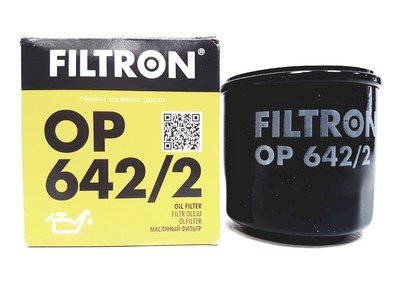 FILTRON®
ORIGINAL EQUIPMENT QUALITY
OP
642/2
OIL FILTER
FILTR OLEJU
ÖLFILTER
МАСЛЯНЫЙ ФИЛЬТР
FILTRON
OP 642/2